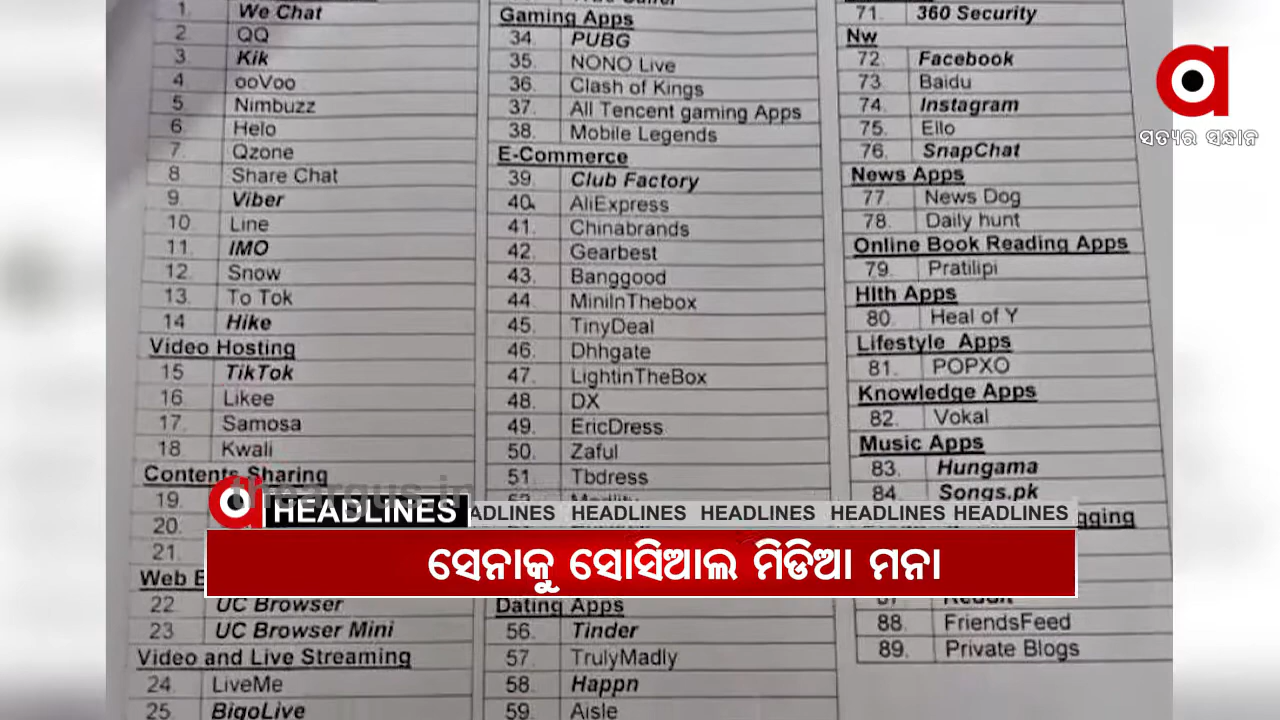 1. We Chat
2 QQ
3 Kik
4 ooVoo
5 Nimbuzz
6. Helo
7. Qzone
8 Share Chat
9. Viber
10 Line
11. IMO
12 Snow
13. To Tok
14 Hike
Video Hosting
15 TikTok
16. Likee
17. Samosa
18 Kwali
Contents Sharing
19
20.
21.
Web
22 UC Browser
23 UC Browser Mini
Video and Live Streaming
24 LiveMe
25. BigoLive
Gaming Apps
34. PUBG
35. NONO Live
36. Clash of Kings
37. All Tencent gaming Apps
38. Mobile Legends
E-Commerce
39. Club Factory
40. AliExpress
41. Chinabrands
42. Gearbest
43. Banggood
44. MiniInThebox
45. TinyDeal
46. Dhhgate
47. LightinTheBox
48. DX
49. EricDress
50. Zaful
51. Tbdress
Dating Apps
56. Tinder
57. TrulyMadly
58. Happn
59. Aisle
71. 360 Security
Nw
72. Facebook
73. Baidu
74. Instagram
75. Ello
76. SnapChat
News Apps
77. News Dog
78. Daily hunt
Online Book Reading Apps
79. Pratilipi
Hlth Apps
80. Heal of Y
Lifestyle Apps
81. POPXO
Knowledge Apps
82. Vokal
Music Apps
83. Hungama
84. Songs.pk
88. FriendsFeed
89. Private Blogs
a
ସତ୍ୟର ସନ୍ଧାନ
theargus.in
HEADLINES
HEADLINES HEADLINES HEADLINES HEADLINES
ସେନାକୁ ସୋସିଆଲ ମିଡିଆ ମନା